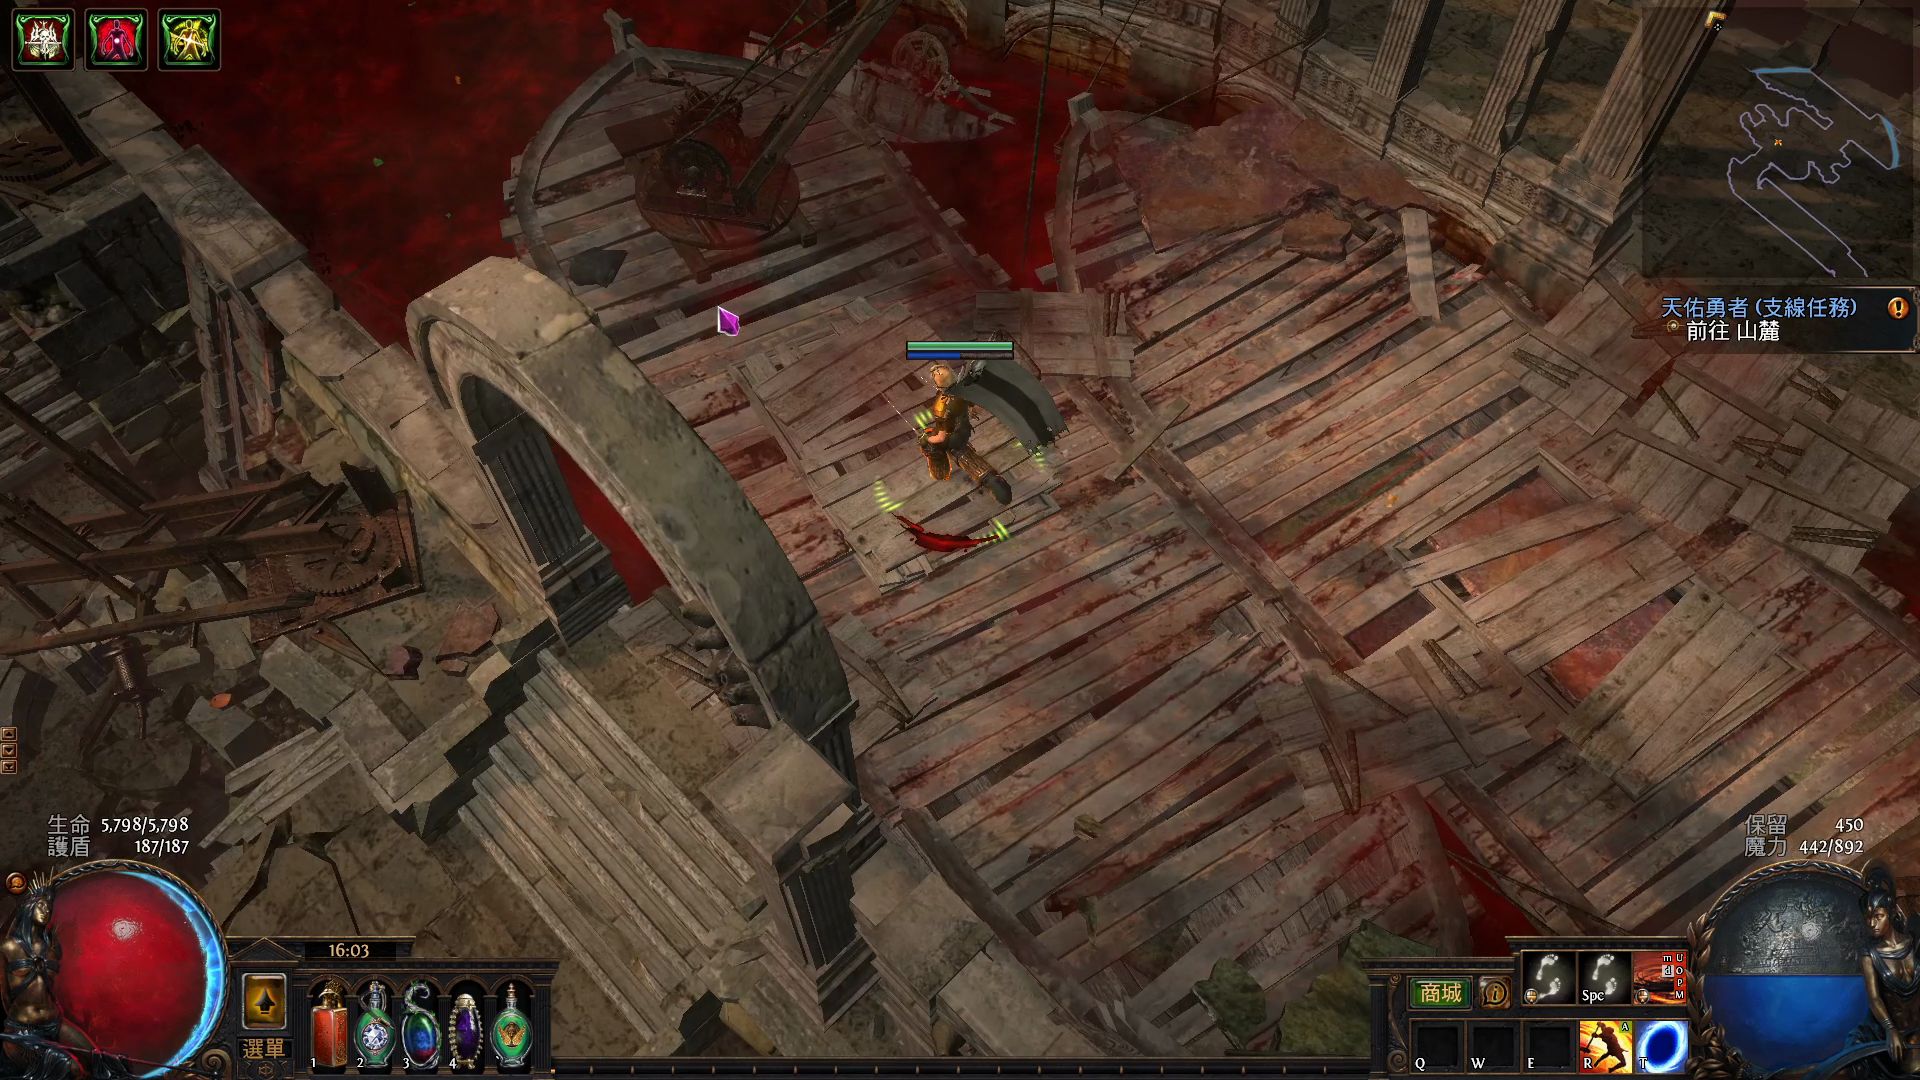 天佑勇者 (支線任務)
前往 山麓
生命 5,798/5,798
護盾 187/187
保留 450
魔力 442/892
16:03
選單
1 2 3 4
商城
Spc
Q W E R T
A